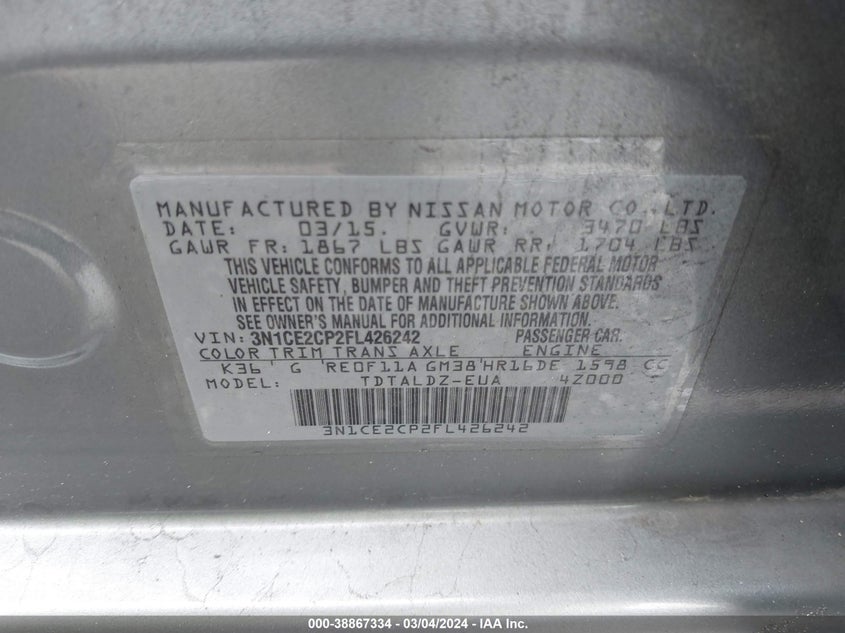 MANUFACTURED BY NISSAN MOTOR CO., LTD.
DATE: 03/15. GVWR: 3470 LBS
GAWR FR: 1867 LBS GAWR RR: 1704 LBS
THIS VEHICLE CONFORMS TO ALL APPLICABLE FEDERAL MOTOR
VEHICLE SAFETY, BUMPER AND THEFT PREVENTION STANDARDS
IN EFFECT ON THE DATE OF MANUFACTURE SHOWN ABOVE.
SEE OWNER'S MANUAL FOR ADDITIONAL INFORMATION.
VIN: 3N1CE2CP2FL426242 PASSENGER CAR.
COLOR TRIM TRANS AXLE ENGINE
K36' G 'RE0F11A GM38'HR16DE 1598 CC
MODEL: TDTALDZ-EUA 4Z000
3N1CE2CP2FL426242
000-38867334 - 03/04/2024 - IAA Inc.